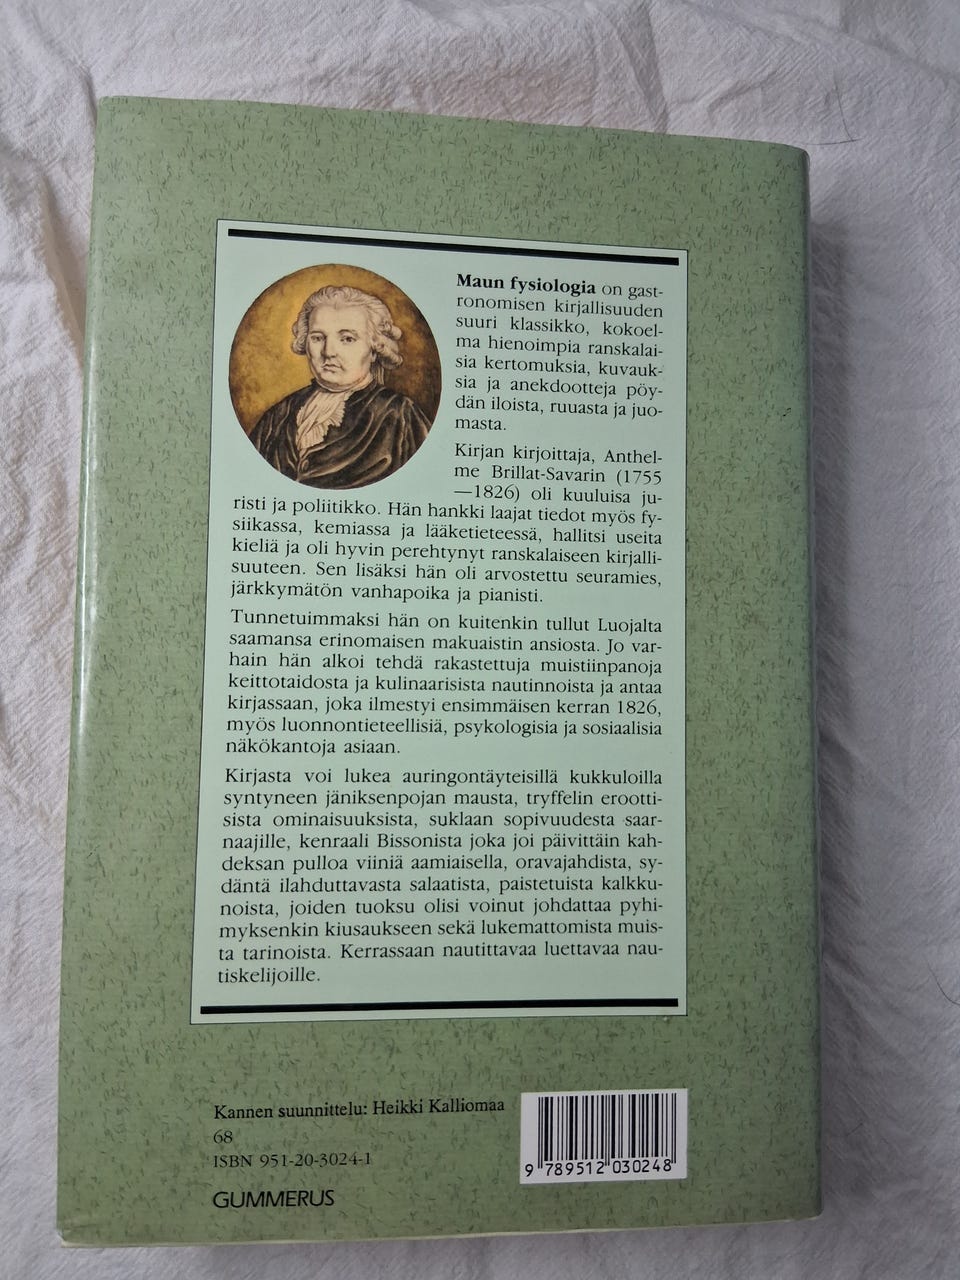 Maun fysiologia on gast-
ronomisen kirjallisuuden
suuri klassikko, kokoel-
ma hienoimpia ranskalai-
sia kertomuksia, kuvauk-
sia ja anekdootteja pöy-
dän iloista, ruuasta ja juo-
masta.
Kirjan kirjoittaja, Anthel-
me Brillat-Savarin (1755
—1826) oli kuuluisa ju-
risti ja poliitikko. Hän hankki laajat tiedot myös fy-
siikassa, kemiassa ja lääketieteessä, hallitsi useita
kieliä ja oli hyvin perehtynyt ranskalaiseen kirjalli-
suuteen. Sen lisäksi hän oli arvostettu seuramies,
järkkymätön vanhapoika ja pianisti.
Tunnetuimmaksi hän on kuitenkin tullut Luojalta
saamansa erinomaisen makuaistin ansiosta. Jo var-
hain hän alkoi tehdä rakastettuja muistiinpanoja
keittotaidosta ja kulinaarisista nautinnoista ja antaa
kirjassaan, joka ilmestyi ensimmäisen kerran 1826,
myös luonnontieteellisiä, psykologisia ja sosiaalisia
näkökantoja asiaan.
Kirjasta voi lukea auringontäyteisillä kukkuloilla
syntyneen jäniksenpojan mausta, tryffelin erootti-
sista ominaisuuksista, suklaan sopivuudesta saar-
naajille, kenraali Bissonista joka joi päivittäin kah-
deksan pulloa viiniä aamiaisella, oravajahdista, sy-
däntä ilahduttavasta salaatista, paistetuista kalkku-
noista, joiden tuoksu olisi voinut johdattaa pyhi-
myksenkin kiusaukseen sekä lukemattomista muis-
ta tarinoista. Kerrassaan nautittavaa luettavaa nau-
tiskelijoille.
Kannen suunnittelu: Heikki Kalliomaa
68
ISBN 951-20-3024-1
GUMMERUS
9 789512 030248